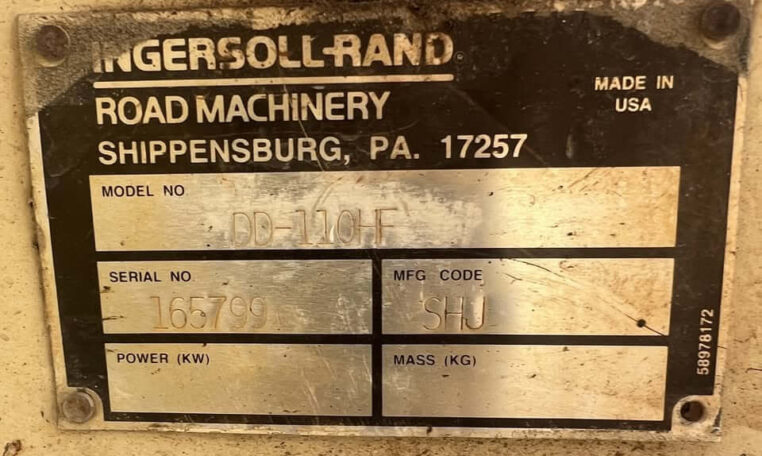 INGERSOLL-RAND
ROAD MACHINERY
MADE IN
USA
SHIPPENSBURG, PA. 17257
MODEL NO
DD-110HF
SERIAL NO
165799
MFG CODE
SHJ
POWER (KW)
MASS (KG)
58978172